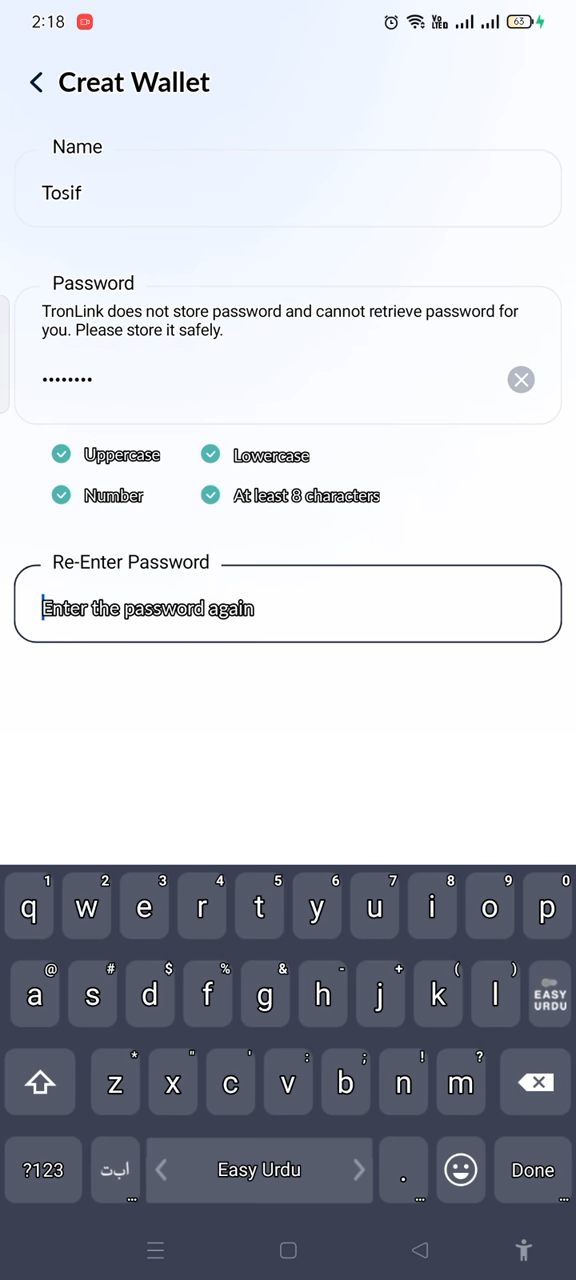 2:18 Vo LTED 63
Creat Wallet
Name
Tosif
Password
TronLink does not store password and cannot retrieve password for
you. Please store it safely.
••••••••
Uppercase Lowercase
Number At least 8 characters
Re-Enter Password
Enter the password again
1 2 3 4 5 6 7 8 9 0
q w e r t y u i o p
@ # $ % & - + ( )
a s d f g h j k l EASY URDU
* " ' : ; ! ?
z x c v b n m
?123 ابت Easy Urdu . Done